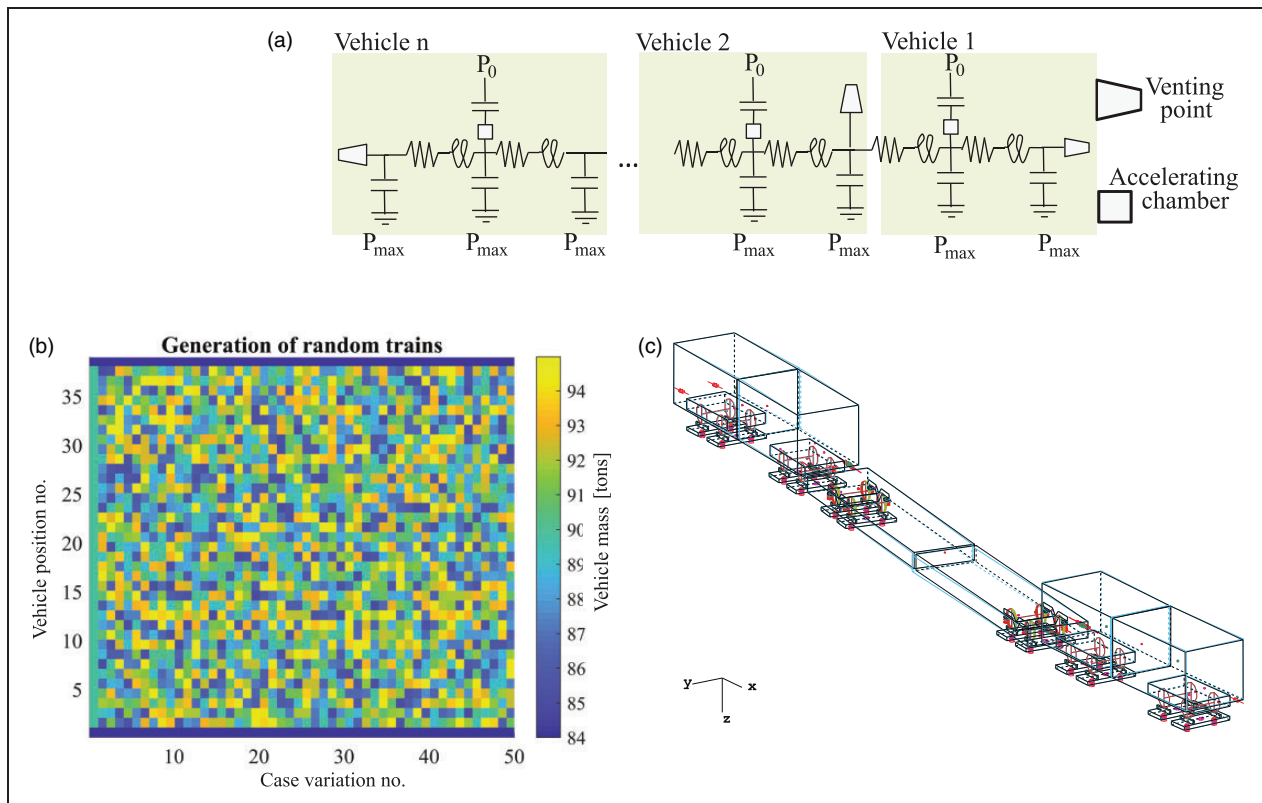 (a)
Vehicle n
Vehicle 2
Vehicle 1
P0
P0
P0
Venting
point
...
Accelerating
chamber
Pmax
Pmax
Pmax
Pmax
Pmax
Pmax
Pmax
(b)
Generation of random trains
35
30
25
20
15
10
5
Vehicle position no.
10
20
30
40
50
Case variation no.
94
93
92
91
90
89
88
87
86
85
84
Vehicle mass [tons]
(c)
y
x
z